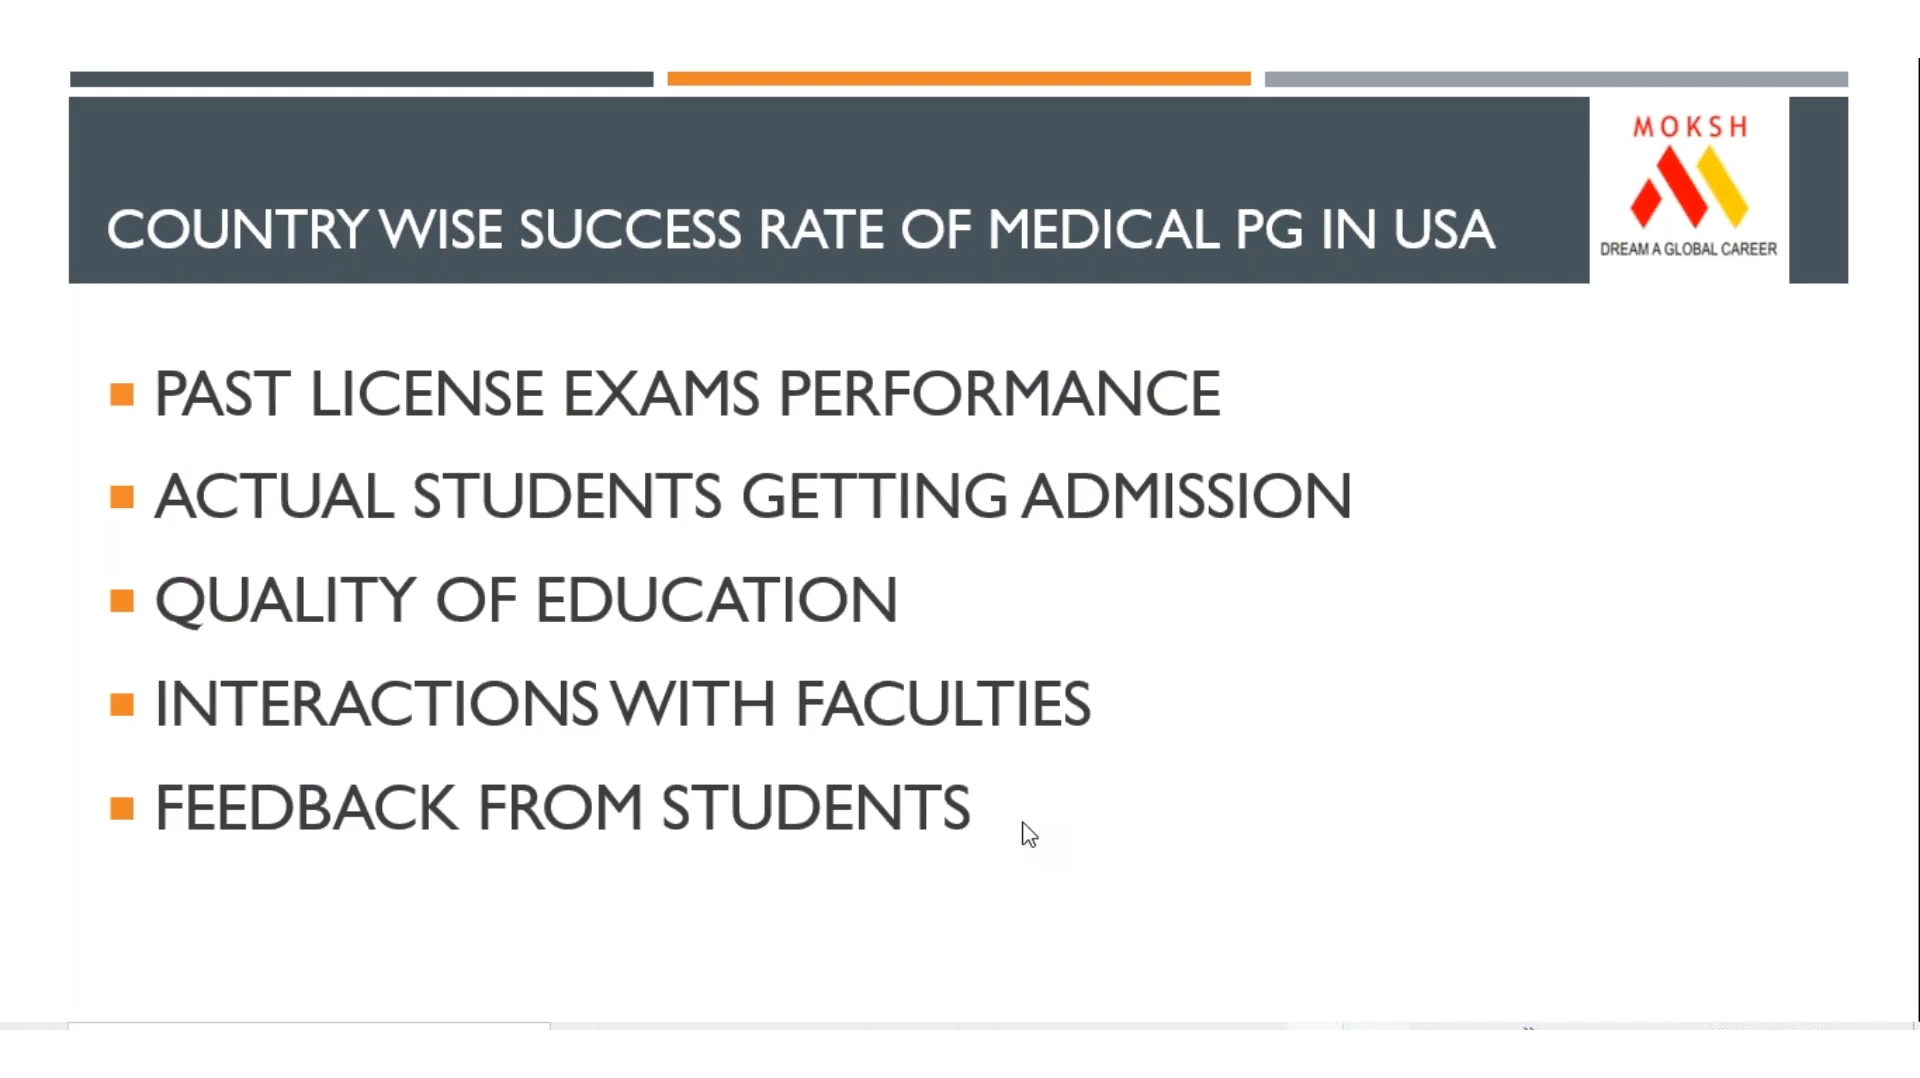 MOKSH
DREAM A GLOBAL CAREER
COUNTRY WISE SUCCESS RATE OF MEDICAL PG IN USA
PAST LICENSE EXAMS PERFORMANCE
ACTUAL STUDENTS GETTING ADMISSION
QUALITY OF EDUCATION
INTERACTIONS WITH FACULTIES
FEEDBACK FROM STUDENTS